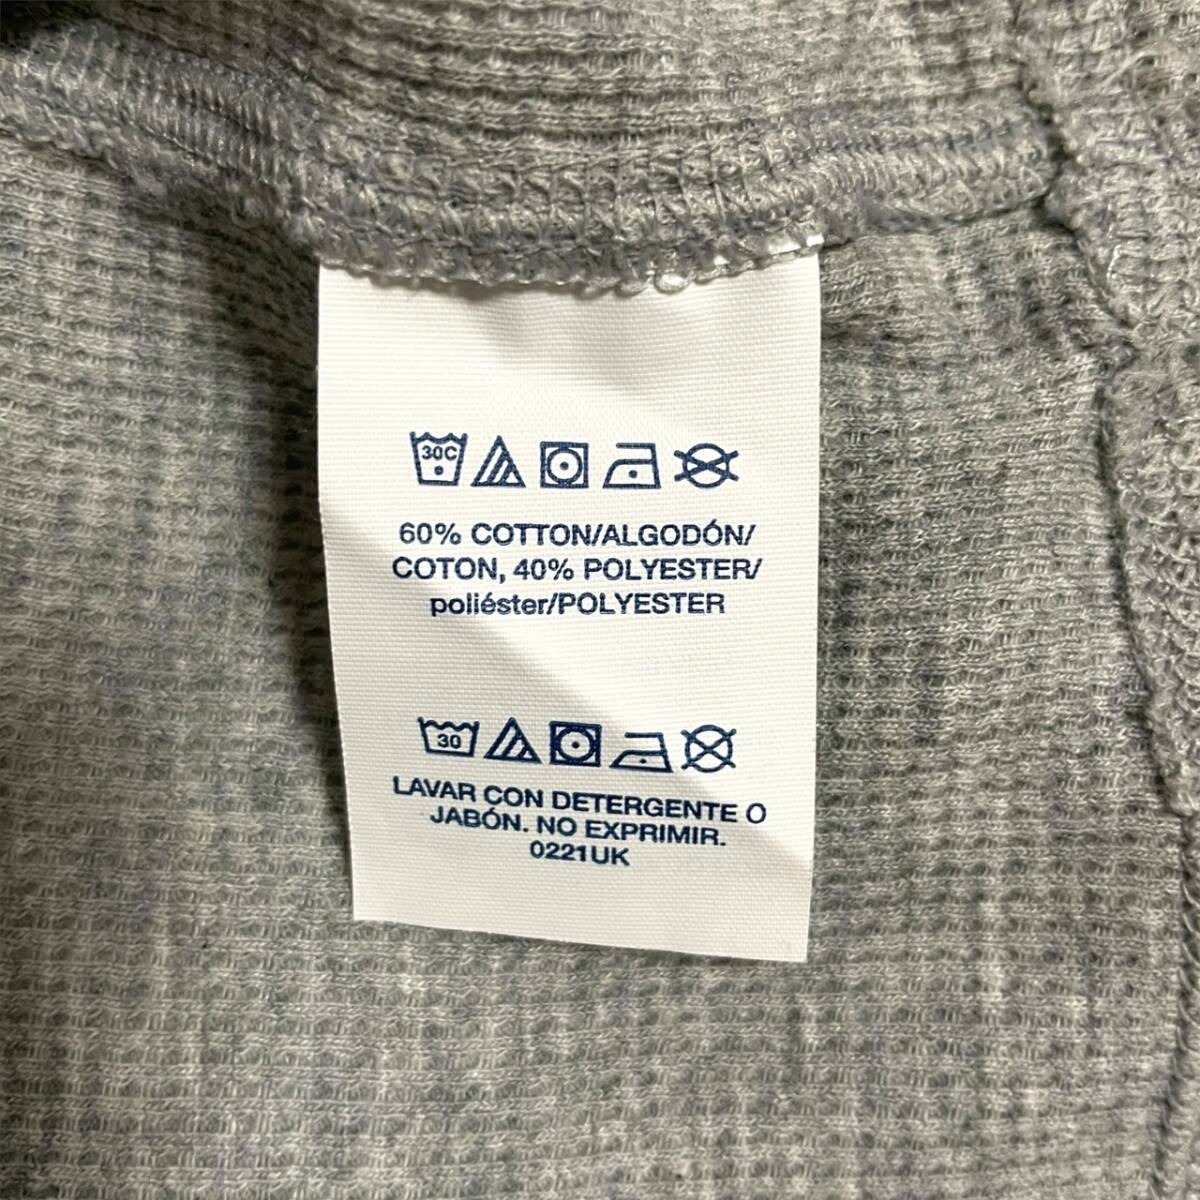 30C
60% COTTON/ALGODÓN/
COTON, 40% POLYESTER/
poliéster/POLYESTER
30
LAVAR CON DETERGENTE O
JABÓN. NO EXPRIMIR.
0221UK